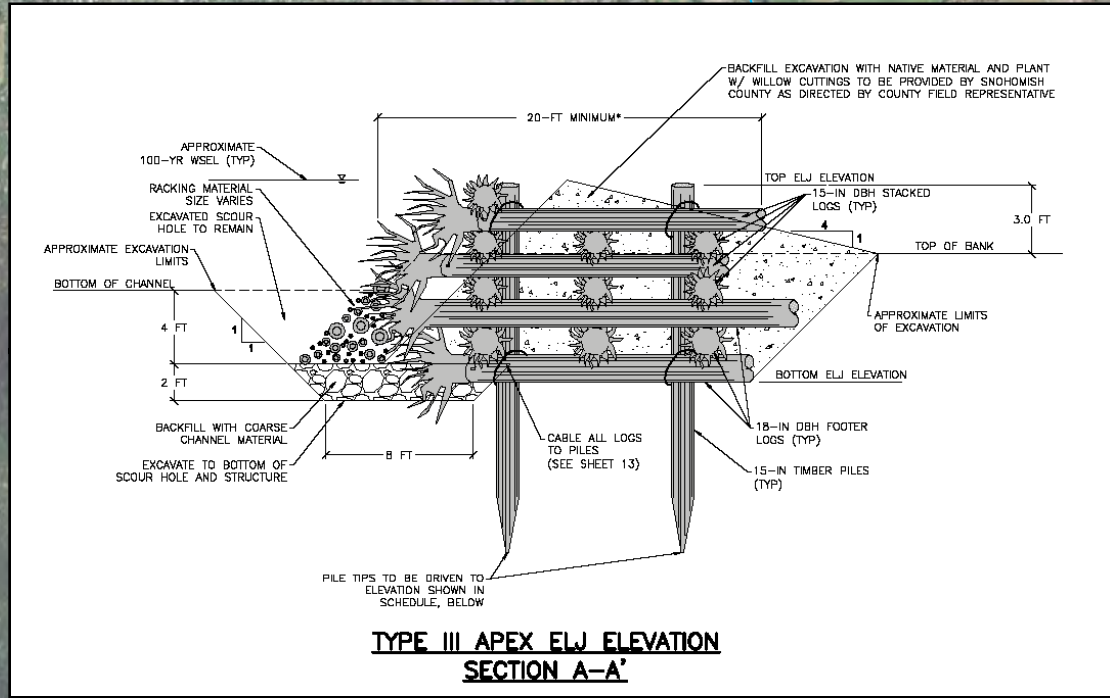 BACKFILL EXCAVATION WITH NATIVE MATERIAL AND PLANT
W/ WILLOW CUTTINGS TO BE PROVIDED BY SNOHOMISH
COUNTY AS DIRECTED BY COUNTY FIELD REPRESENTATIVE
20-FT MINIMUM*
APPROXIMATE
100-YR WSEL (TYP)
RACKING MATERIAL
SIZE VARIES
EXCAVATED SCOUR
HOLE TO REMAIN
APPROXIMATE EXCAVATION
LIMITS
BOTTOM OF CHANNEL
TOP ELJ ELEVATION
15-IN DBH STACKED
LOGS (TYP)
3.0 FT
4
1
TOP OF BANK
4 FT
1
1
APPROXIMATE LIMITS
OF EXCAVATION
2 FT
BOTTOM ELJ ELEVATION
BACKFILL WITH COARSE
CHANNEL MATERIAL
8 FT
CABLE ALL LOGS
TO PILES
(SEE SHEET 13)
18-IN DBH FOOTER
LOGS (TYP)
EXCAVATE TO BOTTOM OF
SCOUR HOLE AND STRUCTURE
15-IN TIMBER PILES
(TYP)
PILE TIPS TO BE DRIVEN TO
ELEVATION SHOWN IN
SCHEDULE, BELOW
TYPE III APEX ELJ ELEVATION
SECTION A-A'